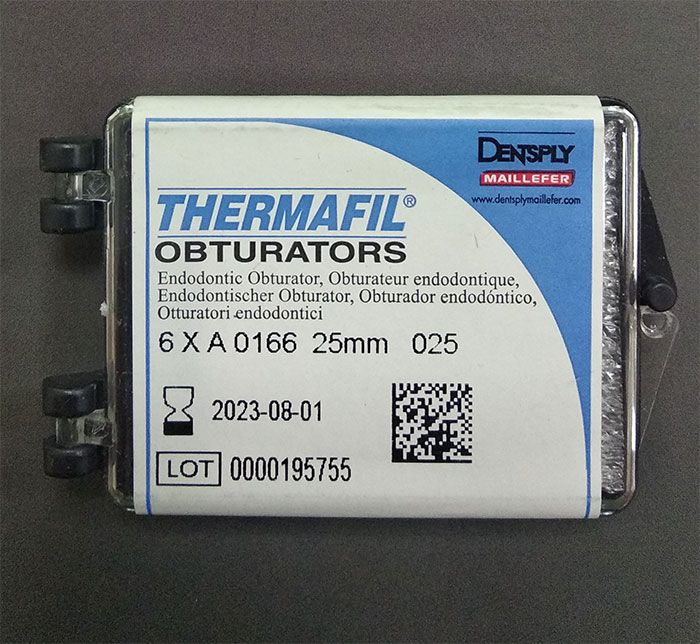 DENTSPLY
MAILLEFER
www.dentsplymaillefer.com
THERMAFIL®
OBTURATORS
Endodontic Obturator, Obturateur endodontique,
Endodontischer Obturator, Obturador endodóntico,
Otturatori endodontici
6 X A 0166 25mm 025
2023-08-01
LOT 0000195755